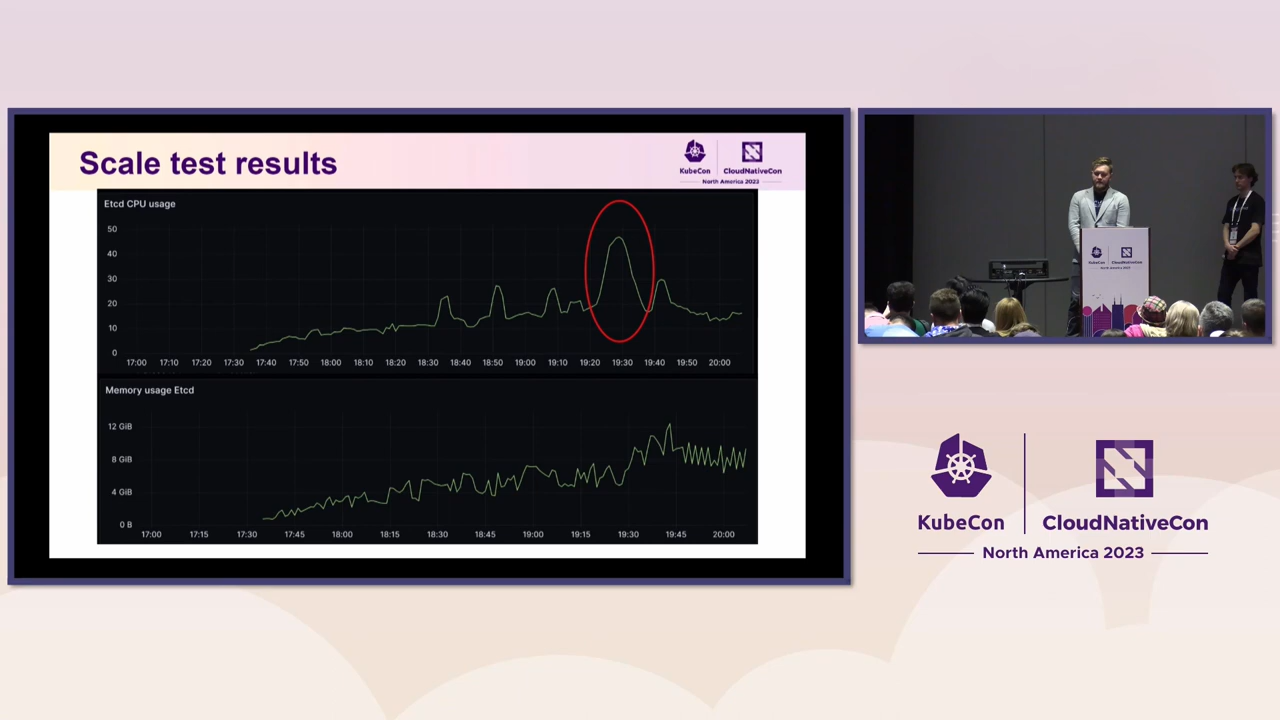 Scale test results
KubeCon
CloudNativeCon
North America 2023
Etcd CPU usage
50
40
30
20
10
0
17:00 17:10 17:20 17:30 17:40 17:50 18:00 18:10 18:20 18:30 18:40 18:50 19:00 19:10 19:20 19:30 19:40 19:50 20:00
Memory usage Etcd
12 GiB
8 GiB
4 GiB
0 B
17:00 17:15 17:30 17:45 18:00 18:15 18:30 18:45 19:00 19:15 19:30 19:45 20:00
KubeCon
CloudNativeCon
North America 2023
KubeCon
CloudNativeCon
North America 2023